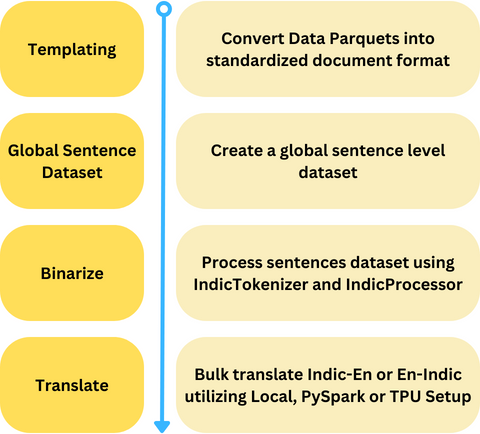 Templating
Convert Data Parquets into
standardized document format
Global Sentence
Dataset
Create a global sentence level
dataset
Binarize
Process sentences dataset using
IndicTokenizer and IndicProcessor
Translate
Bulk translate Indic-En or En-Indic
utilizing Local, PySpark or TPU Setup